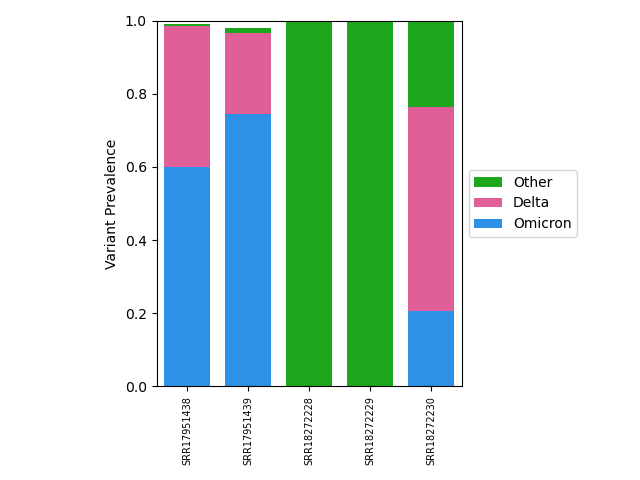 1.0
0.8
0.6
0.4
0.2
0.0
Variant Prevalence
SRR17951438
SRR17951439
SRR18272228
SRR18272229
SRR18272230
Other
Delta
Omicron